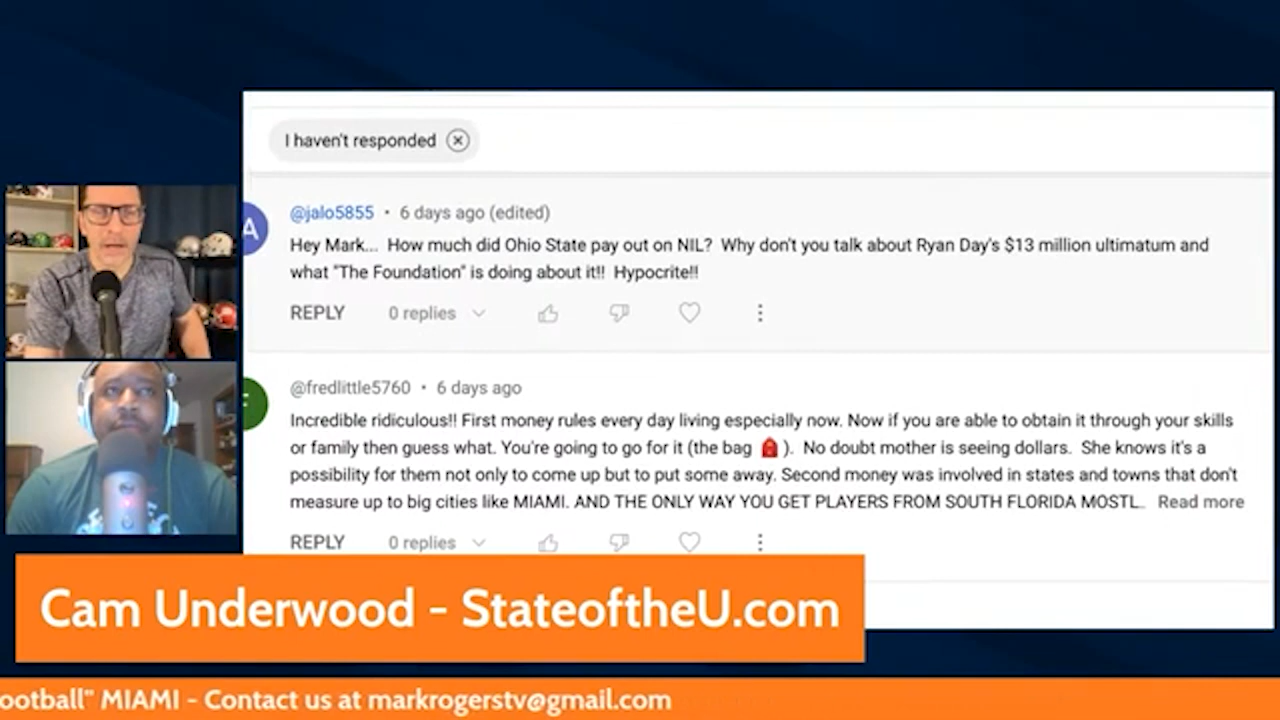 I haven't responded
A
@jalo5855 • 6 days ago (edited)
Hey Mark... How much did Ohio State pay out on NIL? Why don't you talk about Ryan Day's $13 million ultimatum and
what "The Foundation" is doing about it!! Hypocrite!!
REPLY 0 replies
@fredlittle5760 • 6 days ago
Incredible ridiculous!! First money rules every day living especially now. Now if you are able to obtain it through your skills
or family then guess what. You're going to go for it (the bag 🎒). No doubt mother is seeing dollars. She knows it's a
possibility for them not only to come up but to put some away. Second money was involved in states and towns that don't
measure up to big cities like MIAMI. AND THE ONLY WAY YOU GET PLAYERS FROM SOUTH FLORIDA MOSTL... Read more
REPLY 0 replies
Cam Underwood - StateoftheU.com
ootball" MIAMI - Contact us at markrogerstv@gmail.com